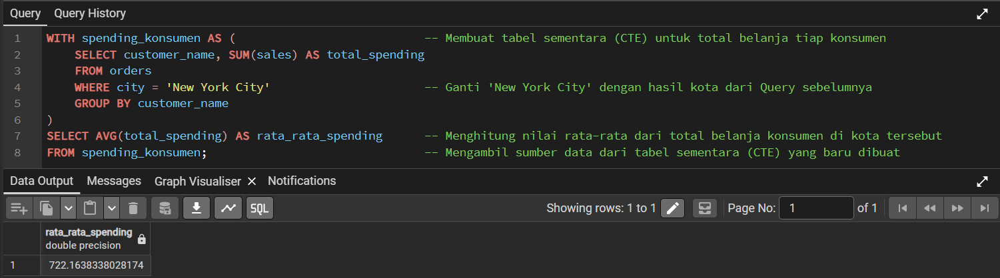 Query Query History
1 WITH spending_konsumen AS ( -- Membuat tabel sementara (CTE) untuk total belanja tiap konsumen
2 SELECT customer_name, SUM(sales) AS total_spending
3 FROM orders
4 WHERE city = 'New York City' -- Ganti 'New York City' dengan hasil kota dari Query sebelumnya
5 GROUP BY customer_name
6 )
7 SELECT AVG(total_spending) AS rata_rata_spending -- Menghitung nilai rata-rata dari total belanja konsumen di kota tersebut
8 FROM spending_konsumen; -- Mengambil sumber data dari tabel sementara (CTE) yang baru dibuat
Data Output Messages Graph Visualiser Notifications
SQL Showing rows: 1 to 1 Page No: 1 of 1
rata_rata_spending
double precision
1 722.1638338028174